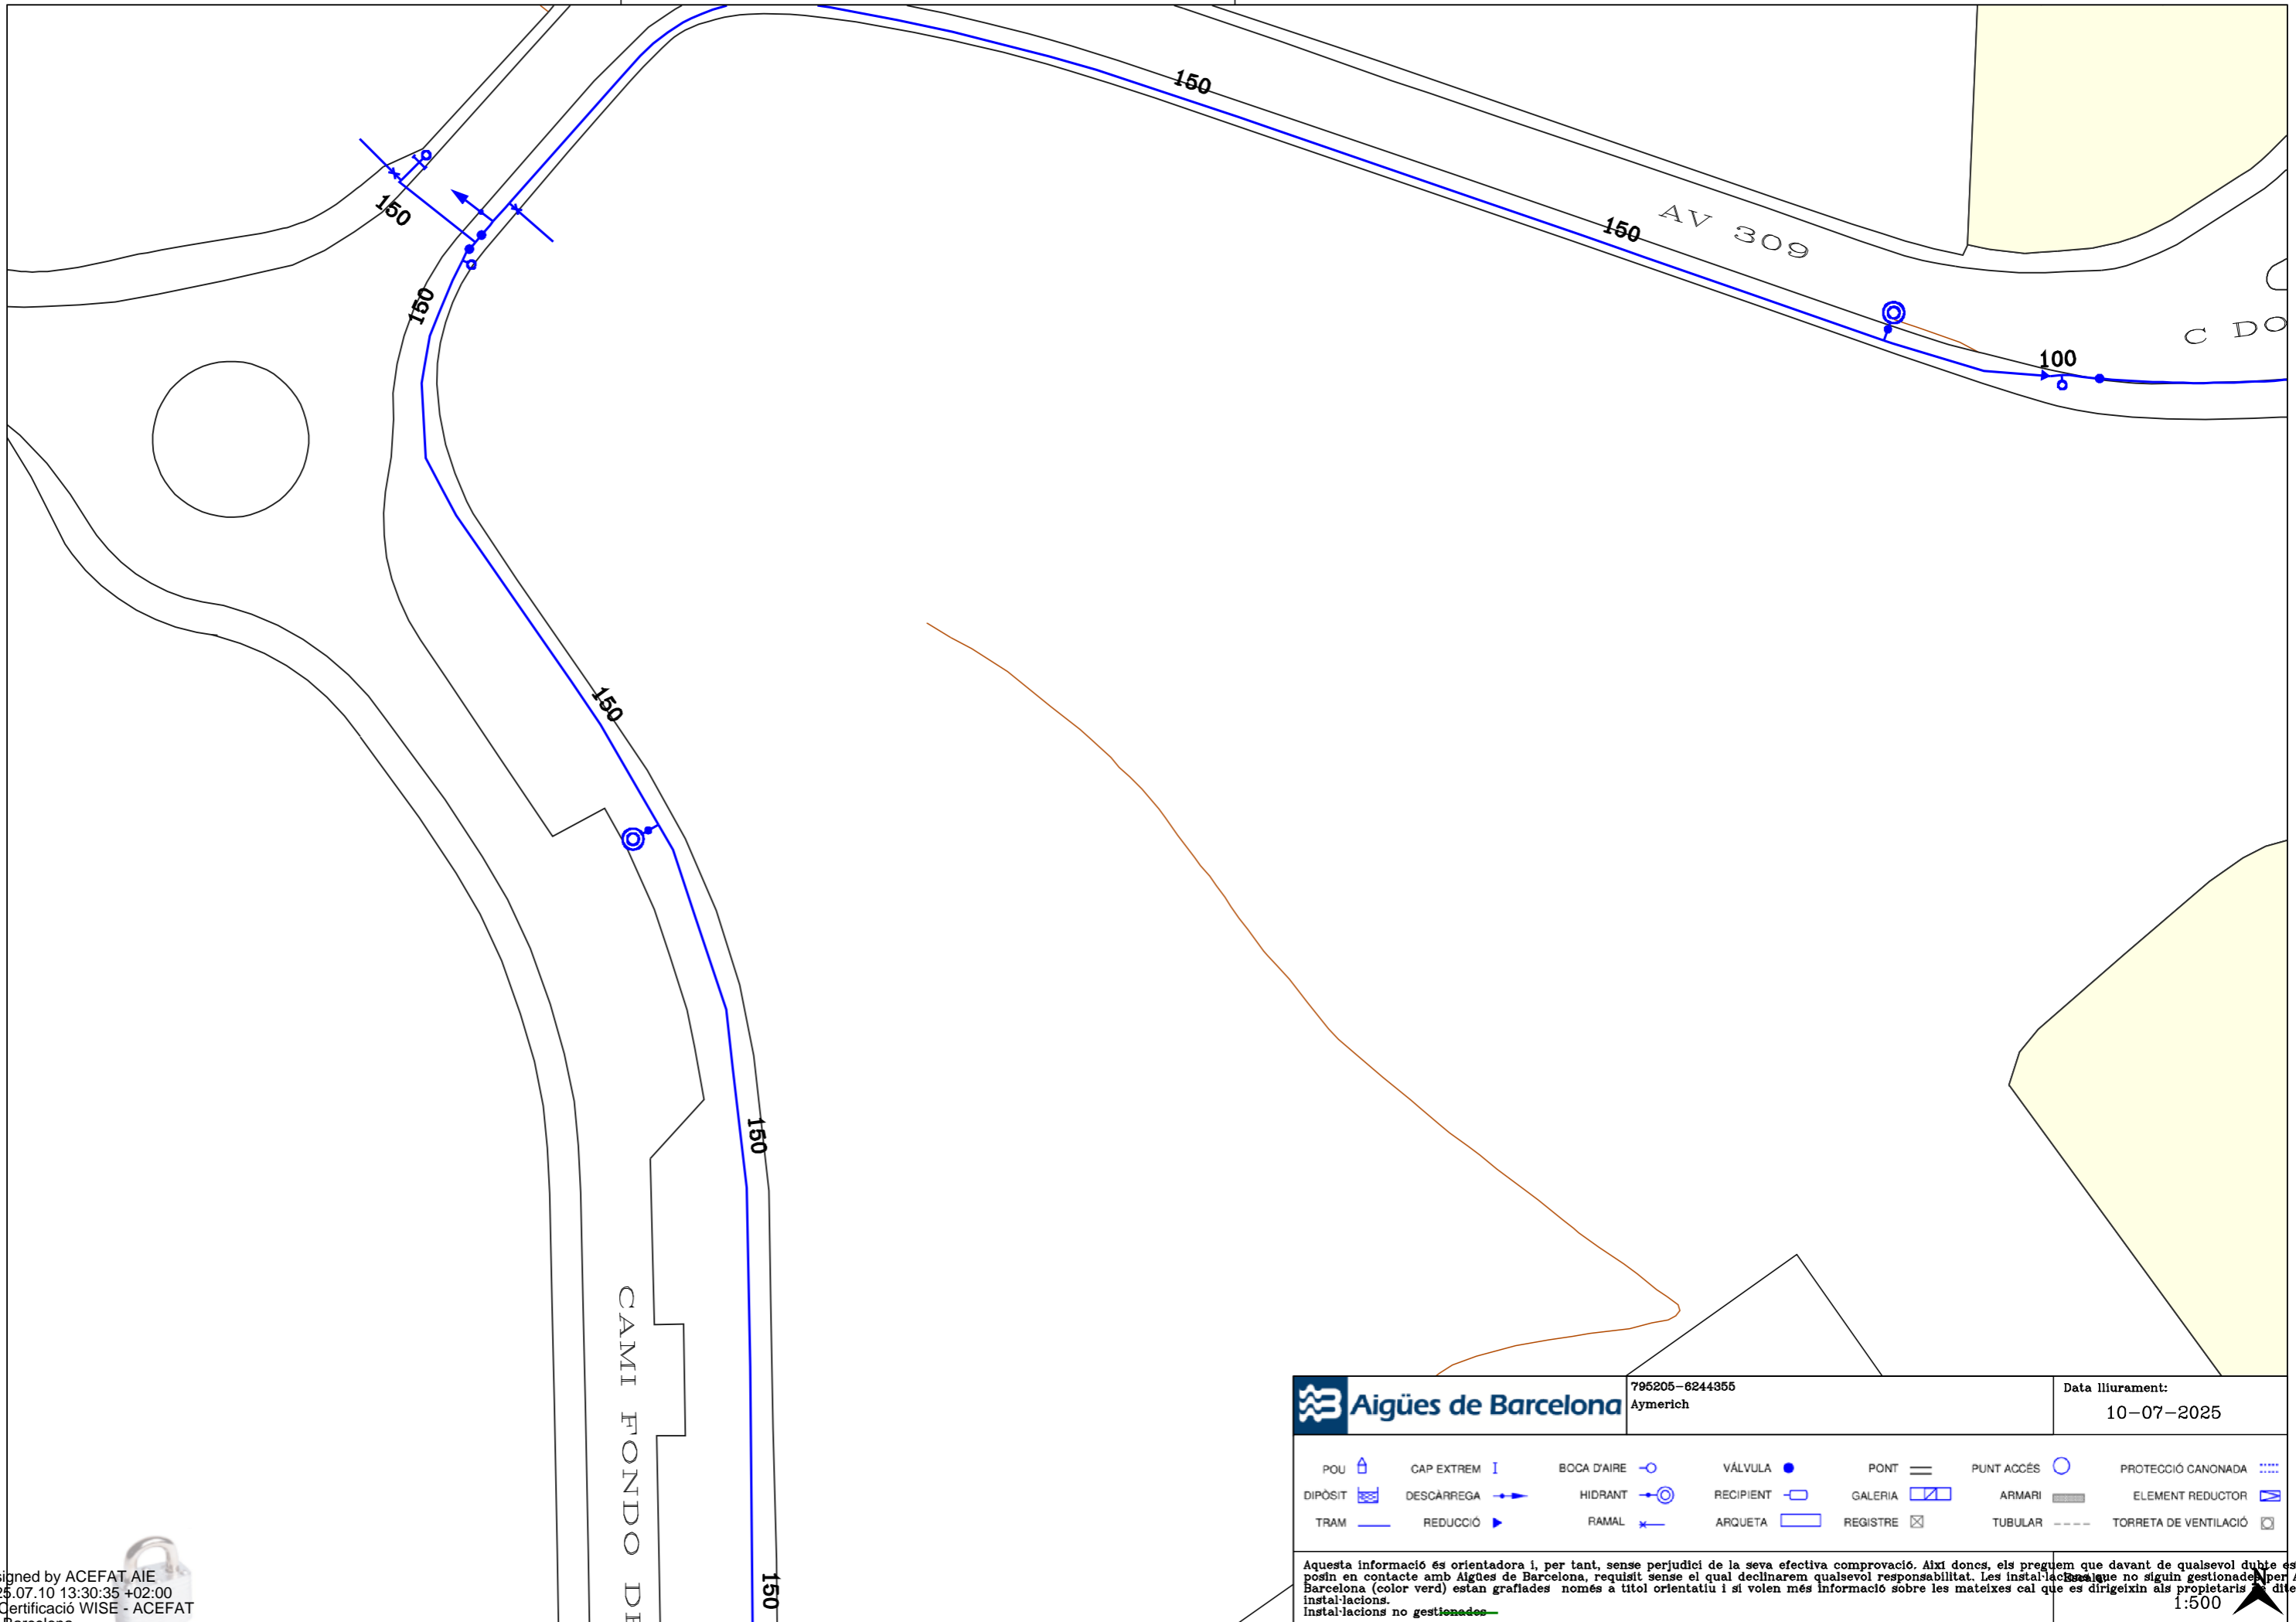 150
150
150
AV 309
150
C DO
100
150
150
CAMI FONDO DE
150
Aigües de Barcelona
795205-6244355
Aymerich
Data lliurament:
10-07-2025
POU CAP EXTREM BOCA D'AIRE VÁLVULA PONT PUNT ACCÉS PROTECCIÓ CANONADA
DIPÒSIT DESCÀRREGA HIDRANT RECIPIENT GALERIA ARMARI ELEMENT REDUCTOR
TRAM REDUCCIÓ RAMAL ARQUETA REGISTRE TUBULAR TORRETA DE VENTILACIÓ
Aquesta informació és orientadora i, per tant, sense perjudici de la seva efectiva comprovació. Així doncs, els preguem que davant de qualsevol dubte es
posin en contacte amb Aigües de Barcelona, requisit sense el qual declinarem qualsevol responsabilitat. Les instal·lacions que no siguin gestionades per
Barcelona (color verd) estan grafiades només a títol orientatiu i si volen més informació sobre les mateixes cal que es dirigeixin als propietaris
instal·lacions.
Instal·lacions no gestionades
Escala:
1:500
N
signed by ACEFAT AIE
25.07.10 13:30:35 +02:00
Certificació WISE - ACEFAT
Barcelona